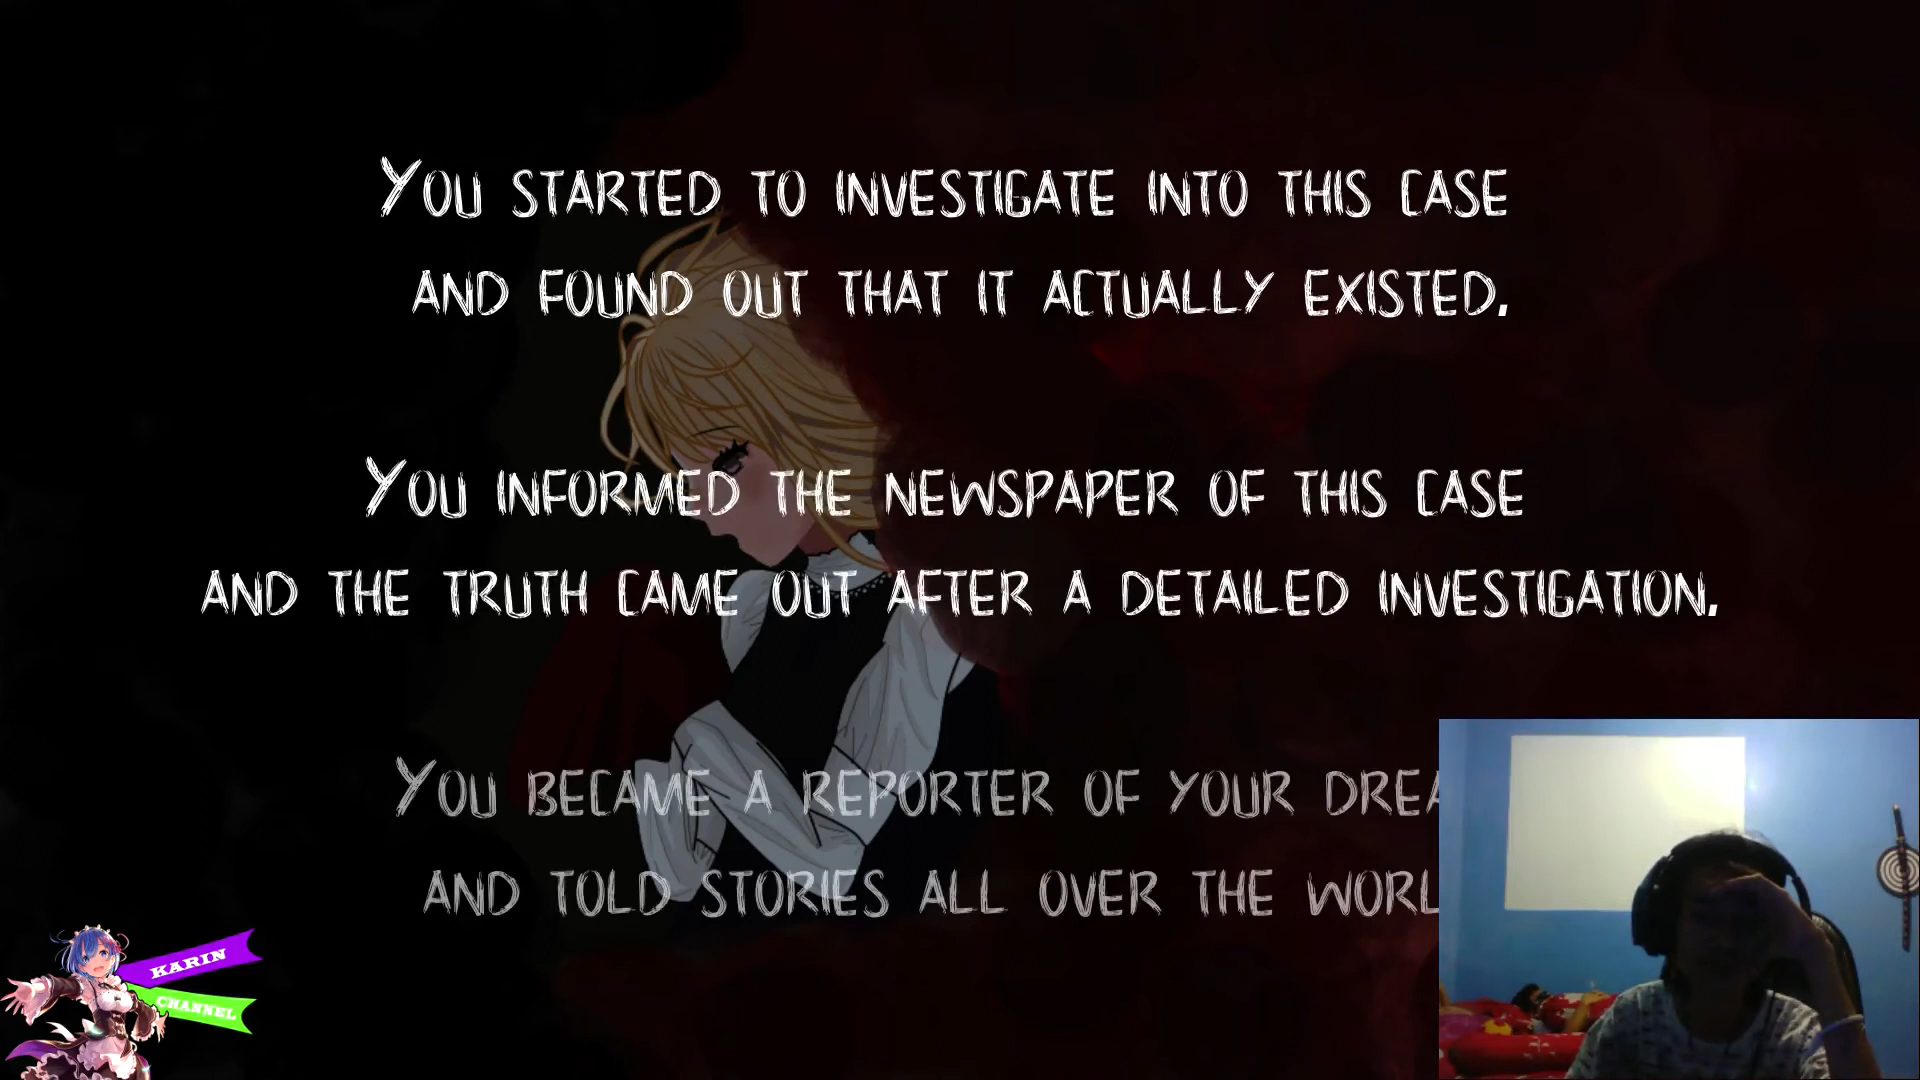 You started to investigate into this case
and found out that it actually existed.
You informed the newspaper of this case
and the truth came out after a detailed investigation.
You became a reporter of your
and told stories all over the
KARIN
CHANNEL